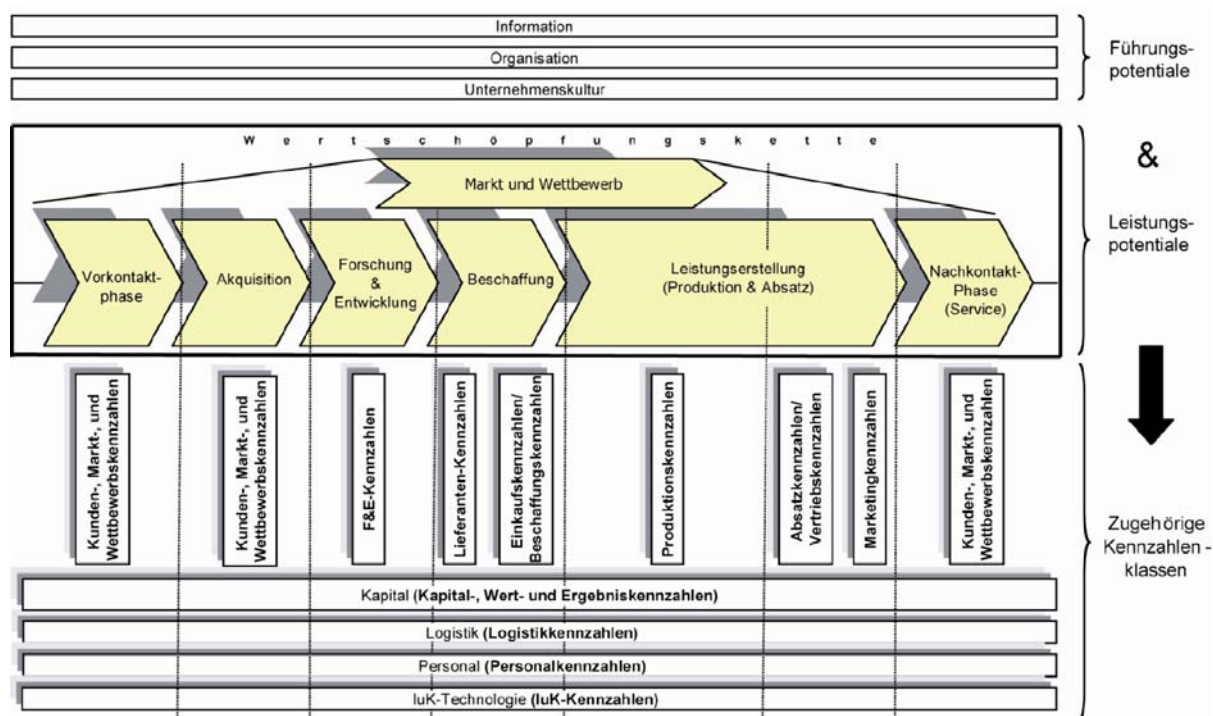 Information
Organisation
Unternehmenskultur
Führungs-
potentiale
Wertschöpfungskette
&
Markt und Wettbewerb
Leistungs-
potentiale
Vorkontakt-
phase
Akquisition
Forschung
&
Entwicklung
Beschaffung
Leistungserstellung
(Produktion & Absatz)
Nachkontakt-
Phase
(Service)
Kunden-, Markt-, und
Wettbewerbskennzahlen
Kunden-, Markt-, und
Wettbewerbskennzahlen
F&E-Kennzahlen
Lieferanten-Kennzahlen
Einkaufskennzahlen/
Beschaffungskennzahlen
Produktionskennzahlen
Absatzkennzahlen/
Vertriebskennzahlen
Marketingkennzahlen
Kunden-, Markt-, und
Wettbewerbskennzahlen
Zugehörige
Kennzahlen -
klassen
Kapital (Kapital-, Wert- und Ergebniskennzahlen)
Logistik (Logistikkennzahlen)
Personal (Personalkennzahlen)
IuK-Technologie (IuK-Kennzahlen)